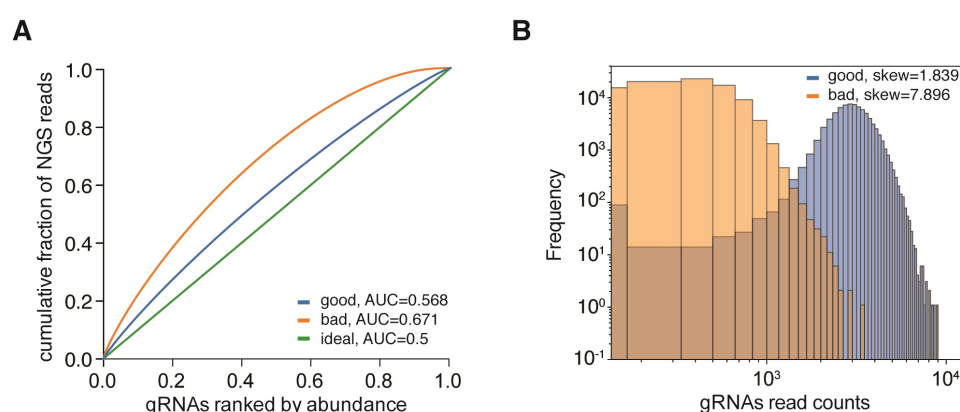 A
cumulative fraction of NGS reads
1.0
0.8
0.6
0.4
0.2
0.0
0.0 0.2 0.4 0.6 0.8 1.0
good, AUC=0.568
bad, AUC=0.671
ideal, AUC=0.5
gRNAs ranked by abundance
B
Frequency
10⁴
10³
10²
10¹
10⁰
10⁻¹
good, skew=1.839
bad, skew=7.896
10³ 10⁴
gRNAs read counts